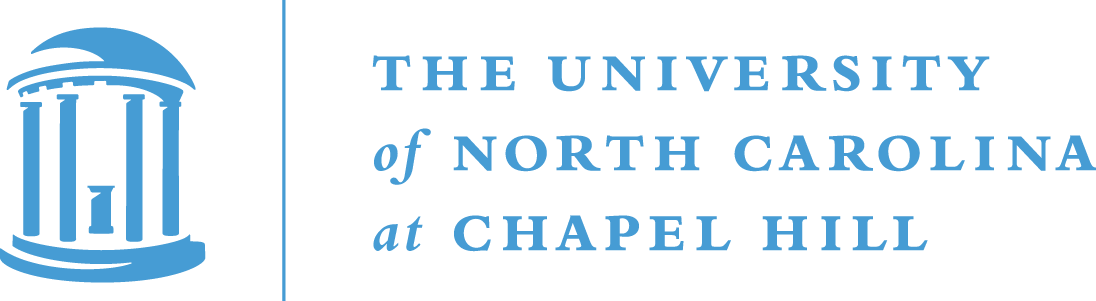 THE UNIVERSITY
of NORTH CAROLINA
at CHAPEL HILL